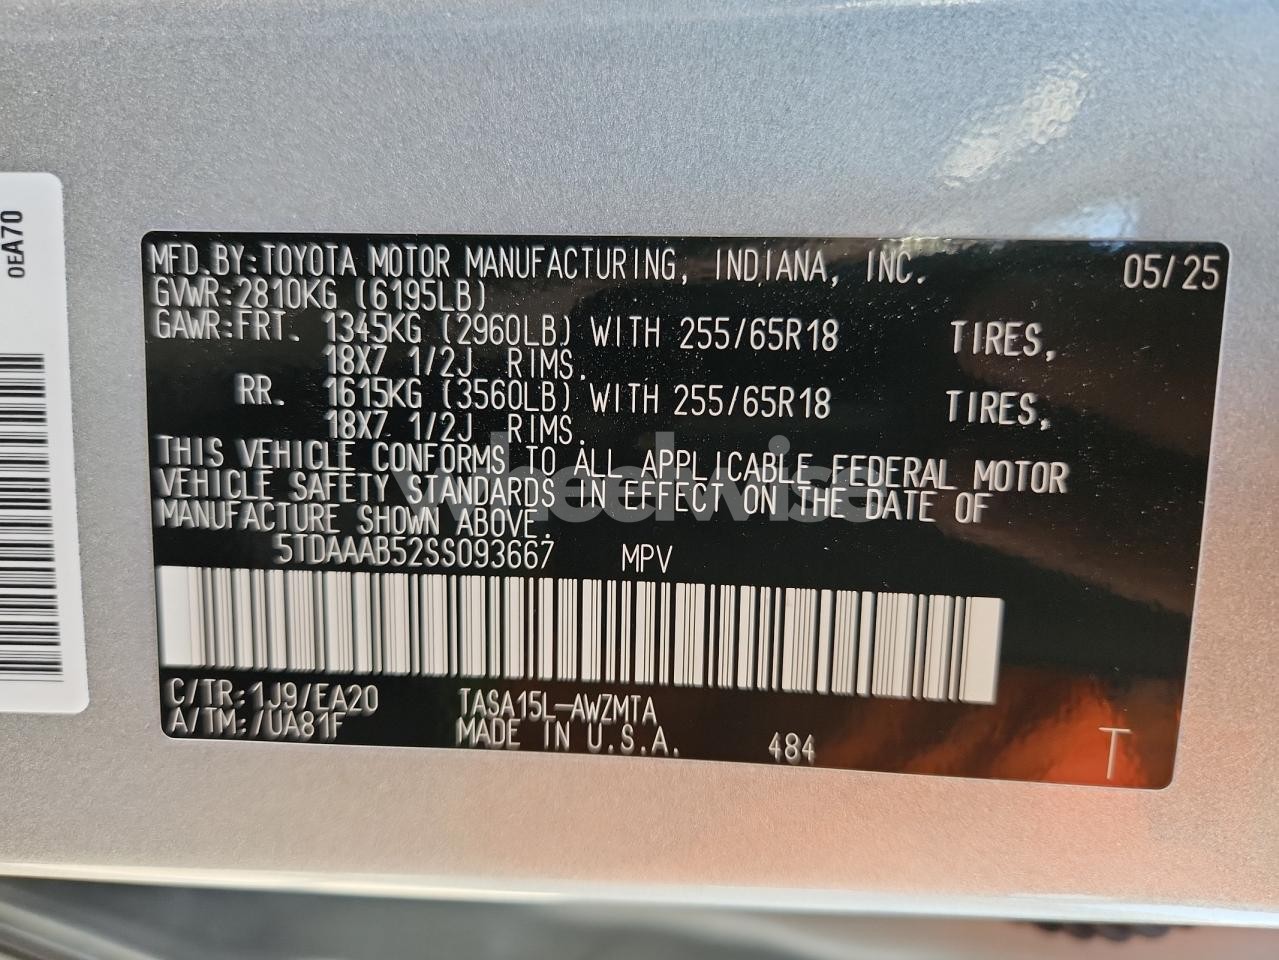 0EA70
MFD.BY:TOYOTA MOTOR MANUFACTURING, INDIANA, INC. 05/25
GVWR:2810KG (6195LB)
GAWR:FRT. 1345KG (2960LB) WITH 255/65R18 TIRES,
18X7 1/2J RIMS.
RR. 1615KG (3560LB) WITH 255/65R18 TIRES,
18X7 1/2J RIMS.
THIS VEHICLE CONFORMS TO ALL APPLICABLE FEDERAL MOTOR
VEHICLE SAFETY STANDARDS IN EFFECT ON THE DATE OF
MANUFACTURE SHOWN ABOVE.
wheelwise
5TDAAAB52SS093667 MPV
C/TR:1J9/EA20 TASA15L-AWZMTA
A/TM:/UA81F MADE IN U.S.A. 484 T